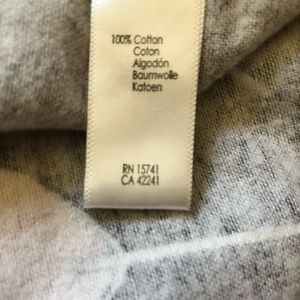 100% Cotton
Coton
Algodón
Baumwolle
Katoen
RN 15741
CA 42241